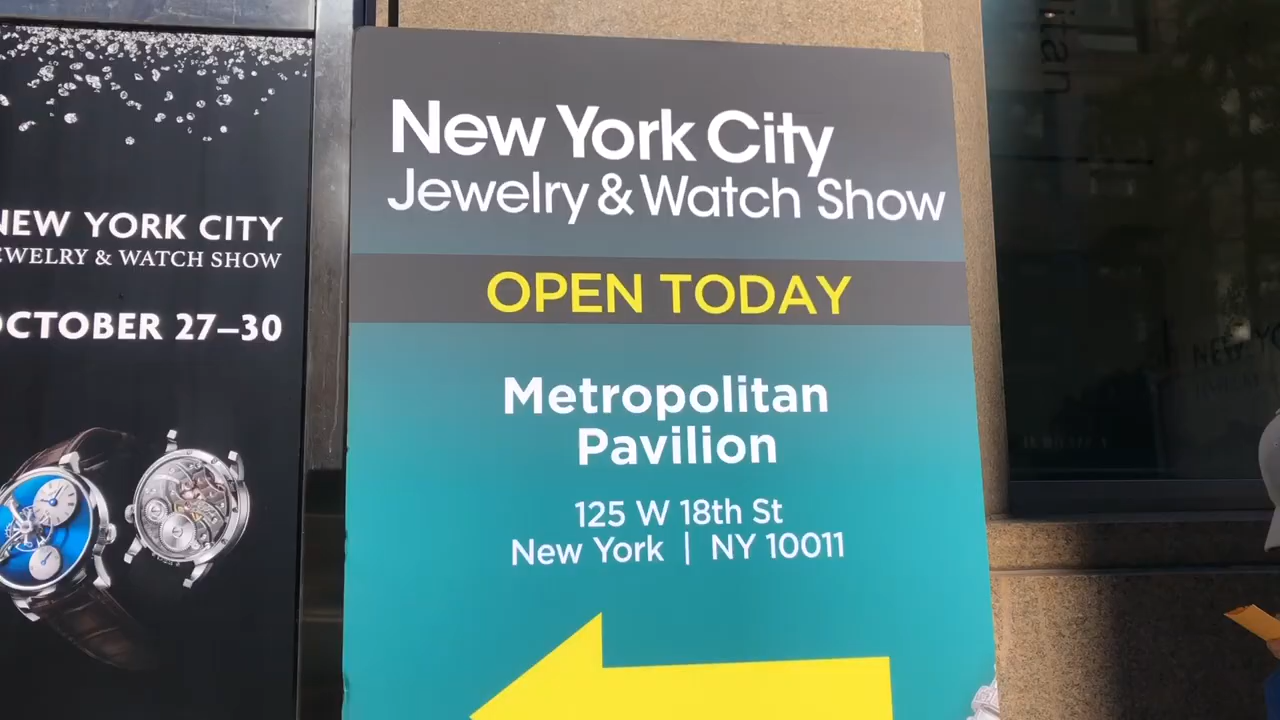 NEW YORK CITY
JEWELRY & WATCH SHOW
OCTOBER 27–30
New York City
Jewelry & Watch Show
OPEN TODAY
Metropolitan
Pavilion
125 W 18th St
New York | NY 10011